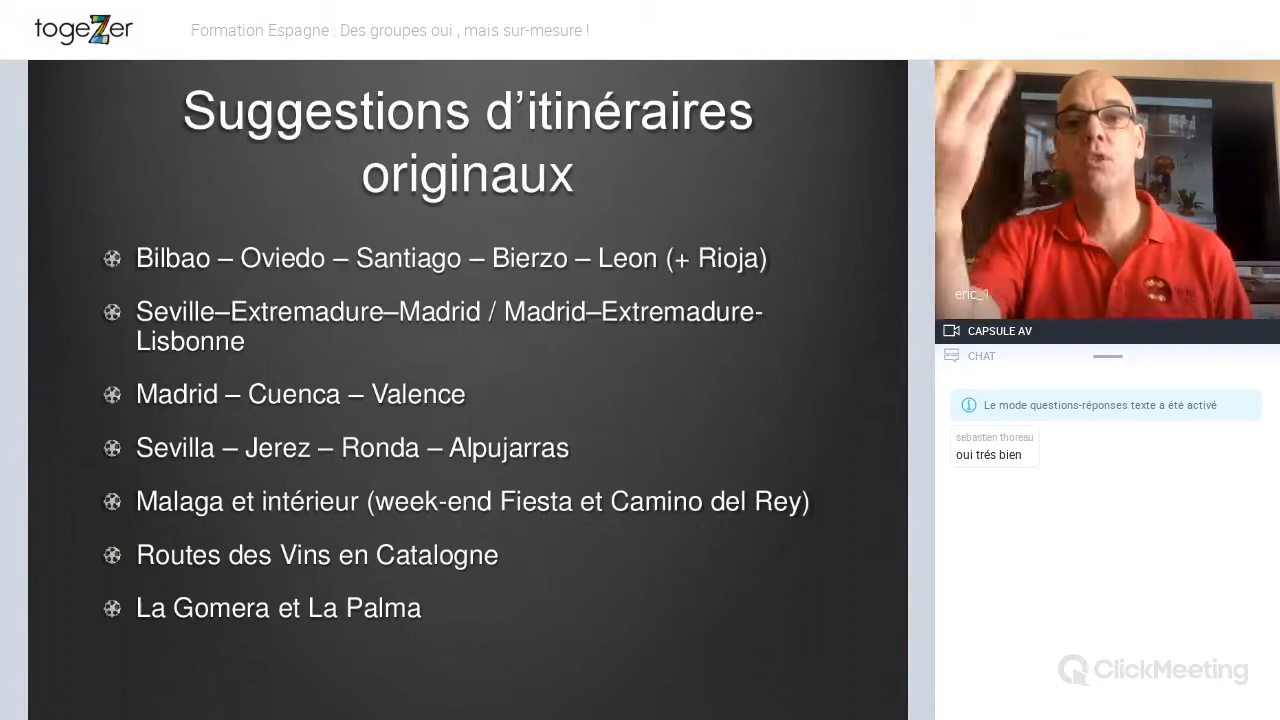 togeZer
Formation Espagne : Des groupes oui , mais sur-mesure !
Suggestions d’itinéraires
originaux
Bilbao – Oviedo – Santiago – Bierzo – Leon (+ Rioja)
Seville–Extremadure–Madrid / Madrid–Extremadure-
Lisbonne
Madrid – Cuenca – Valence
Sevilla – Jerez – Ronda – Alpujarras
Malaga et intérieur (week-end Fiesta et Camino del Rey)
Routes des Vins en Catalogne
La Gomera et La Palma
eric_1
CAPSULE AV
CHAT
Le mode questions-réponses texte a été activé
sebastien thoreau
oui trés bien
ClickMeeting